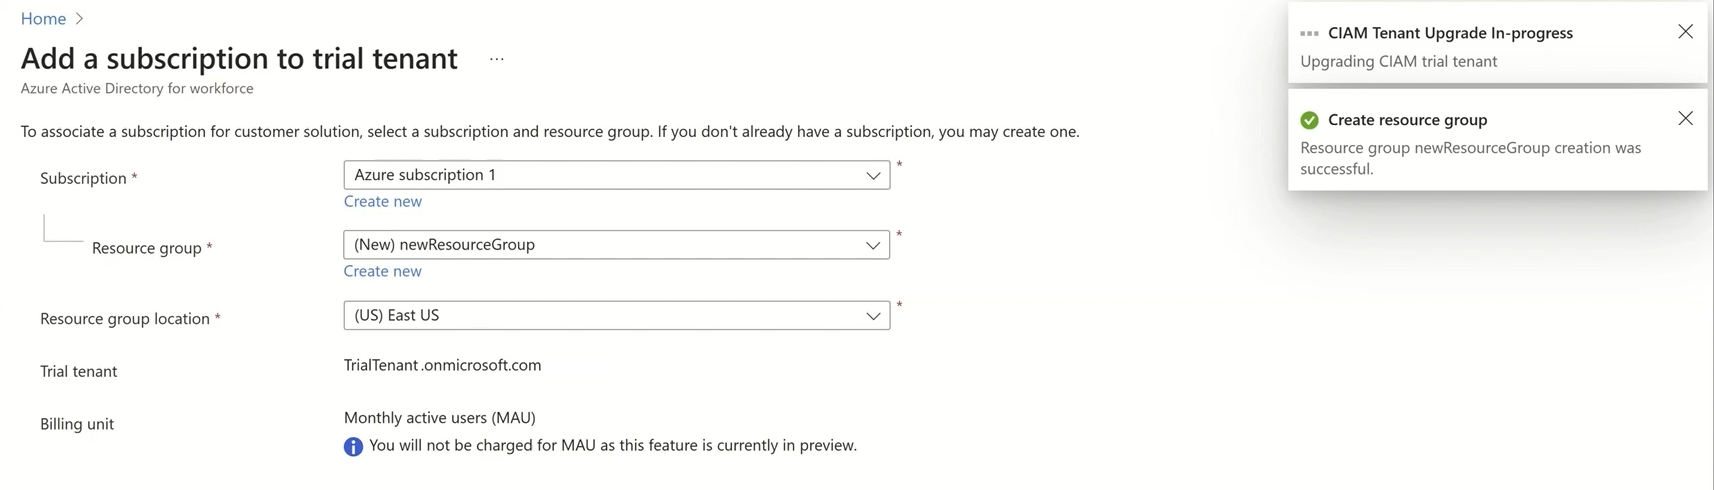 Home
Add a subscription to trial tenant ...
Azure Active Directory for workforce
To associate a subscription for customer solution, select a subscription and resource group. If you don't already have a subscription, you may create one.
Subscription *
Azure subscription 1
*
Create new
Resource group *
(New) newResourceGroup
*
Create new
Resource group location *
(US) East US
*
Trial tenant
TrialTenant.onmicrosoft.com
Billing unit
Monthly active users (MAU)
You will not be charged for MAU as this feature is currently in preview.
CIAM Tenant Upgrade In-progress
Upgrading CIAM trial tenant
Create resource group
Resource group newResourceGroup creation was
successful.